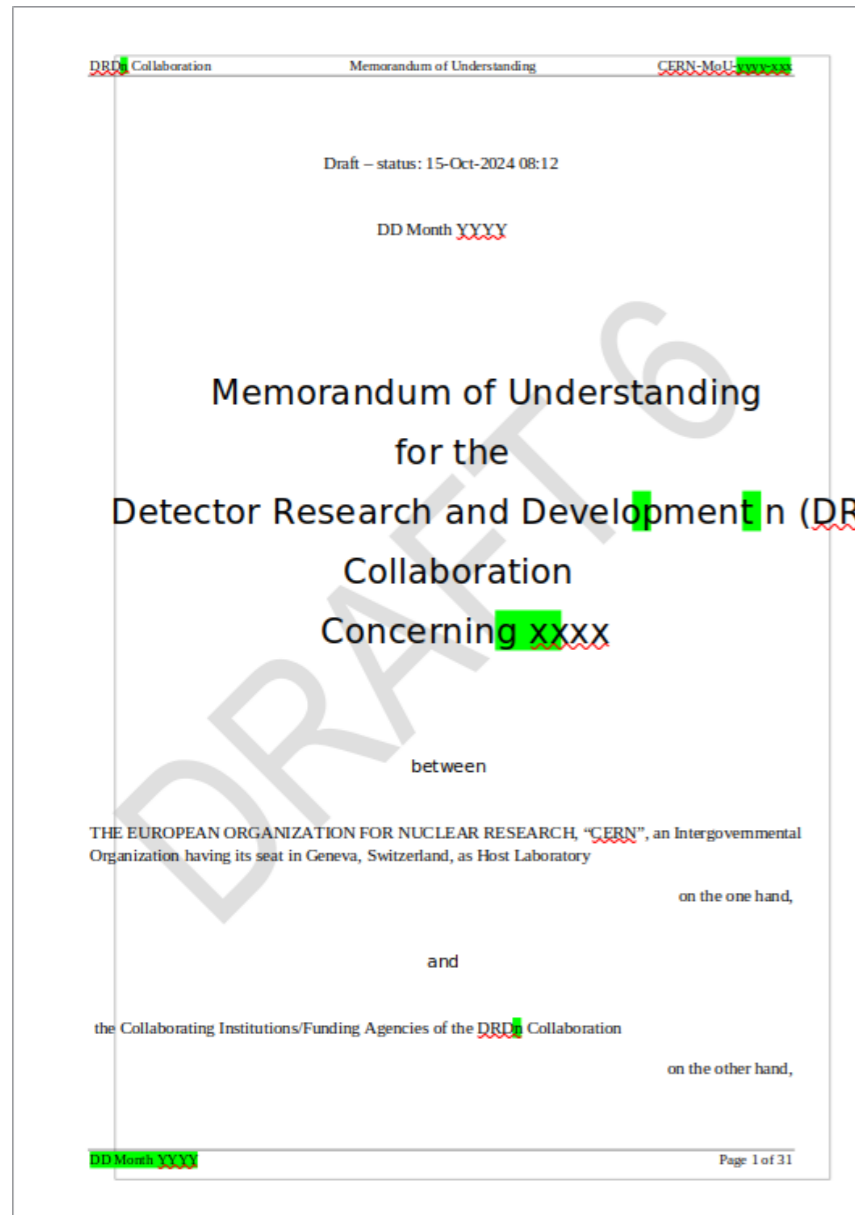 DRDn Collaboration Memorandum of Understanding CERN-MoU-yyyy-xxx
Draft – status: 15-Oct-2024 08:12
DD Month YYYY
Memorandum of Understanding
for the
Detector Research and Development n (DR
Collaboration
Concerning xxxx
DRAFT 6
between
THE EUROPEAN ORGANIZATION FOR NUCLEAR RESEARCH, “CERN”, an Intergovernmental
Organization having its seat in Geneva, Switzerland, as Host Laboratory
on the one hand,
and
the Collaborating Institutions/Funding Agencies of the DRDn Collaboration
on the other hand,
DD Month YYYY Page 1 of 31